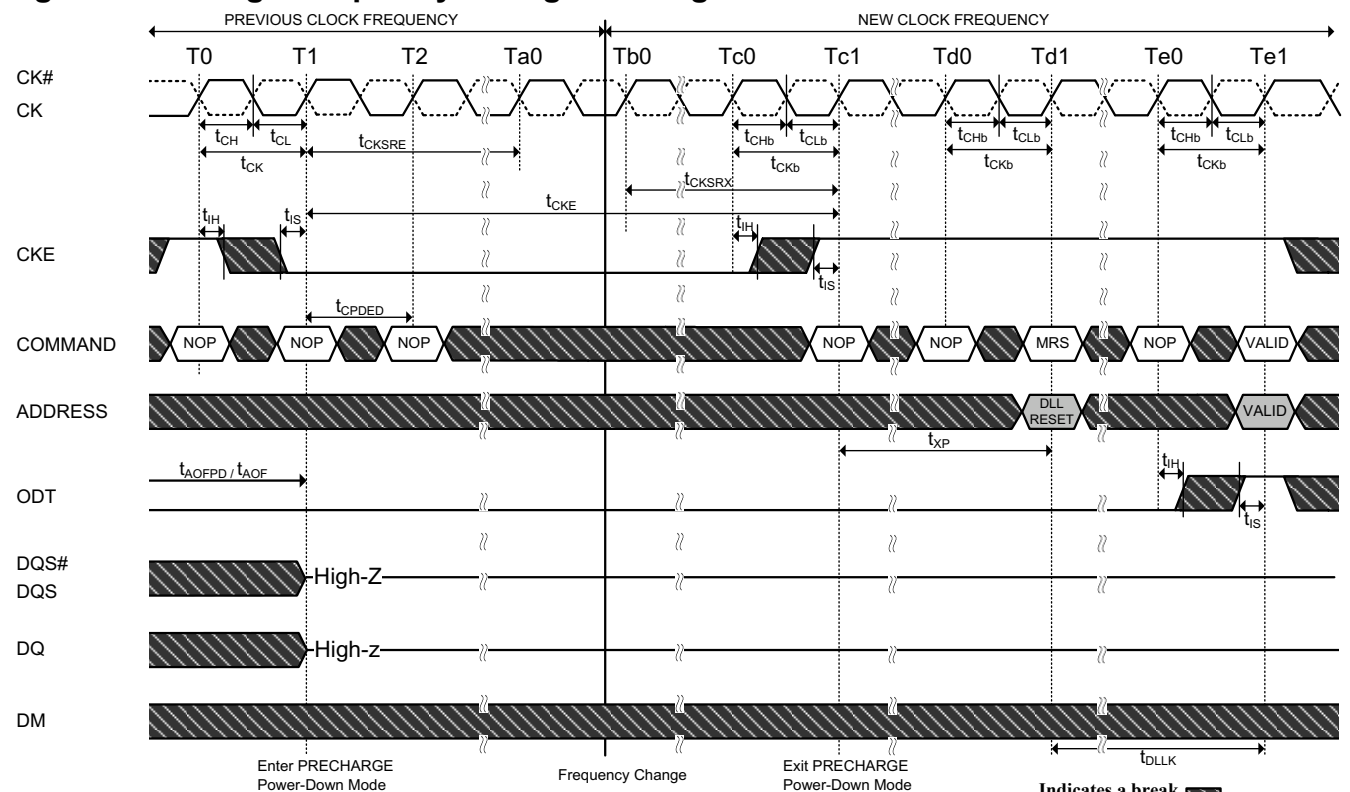 PREVIOUS CLOCK FREQUENCY NEW CLOCK FREQUENCY
T0 T1 T2 Ta0 Tb0 Tc0 Tc1 Td0 Td1 Te0 Te1
CK#
CK
tCH tCL tCKSRE tCHb tCLb tCHb tCLb tCHb tCLb
tCK tCKb tCKb tCKb
tCKSRX
tCKE
tIH tIS tIH
CKE
tIS
tCPDED
COMMAND NOP NOP NOP NOP NOP MRS NOP VALID
ADDRESS DLL RESET VALID
tXP
tAOFPD / tAOF tIH
ODT
tIS
DQS#
DQS High-Z
DQ High-z
DM
tDLLK
Enter PRECHARGE
Power-Down Mode
Frequency Change
Exit PRECHARGE
Power-Down Mode
Indicates a break